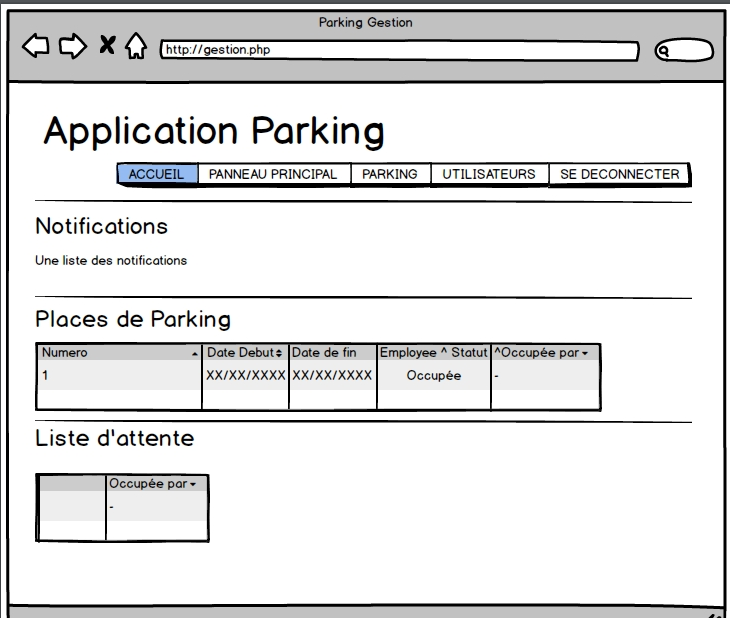 Parking Gestion
http://gestion.php
Application Parking
ACCUEIL PANNEAU PRINCIPAL PARKING UTILISATEURS SE DECONNECTER
Notifications
Une liste des notifications
Places de Parking
Numero Date Debut Date de fin Employee ^ Statut ^Occupée par
1 XX/XX/XXXX XX/XX/XXXX Occupée -
Liste d'attente
Occupée par
-